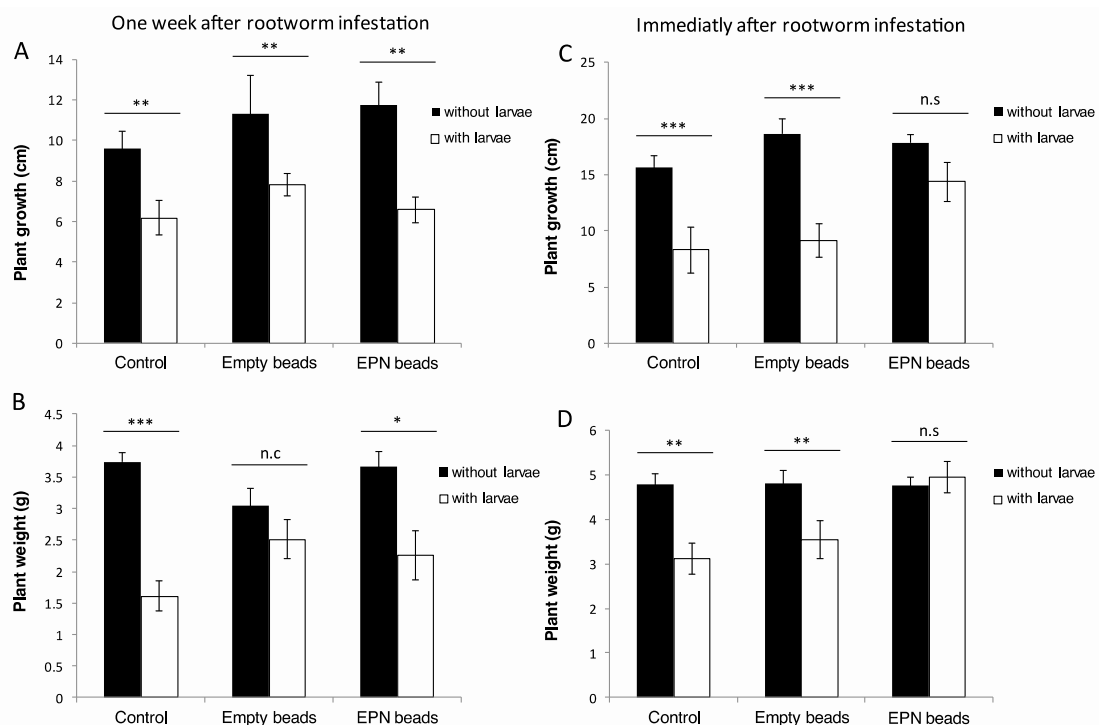 One week after rootworm infestation
A
14
12
10
8
6
4
2
0
Plant growth (cm)
**
**
**
without larvae
with larvae
Control
Empty beads
EPN beads
Immediatly after rootworm infestation
C
25
20
15
10
5
0
Plant growth (cm)
***
***
n.s
without larvae
with larvae
Control
Empty beads
EPN beads
B
4.5
4
3.5
3
2.5
2
1.5
1
0.5
0
Plant weight (g)
***
n.c
*
without larvae
with larvae
Control
Empty beads
EPN beads
D
6
5
4
3
2
1
0
Plant weight (g)
**
**
n.s
without larvae
with larvae
Control
Empty beads
EPN beads